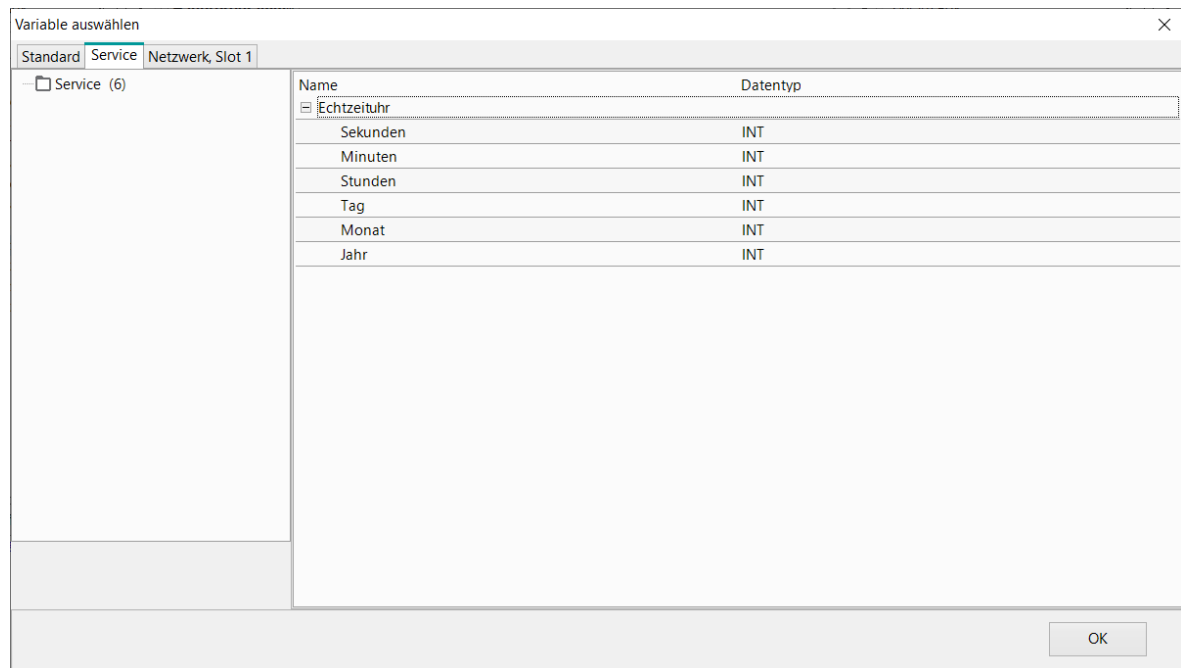 Variable auswählen
Standard Service Netzwerk, Slot 1
Service (6)
Name Datentyp
Echtzeituhr
Sekunden INT
Minuten INT
Stunden INT
Tag INT
Monat INT
Jahr INT
OK